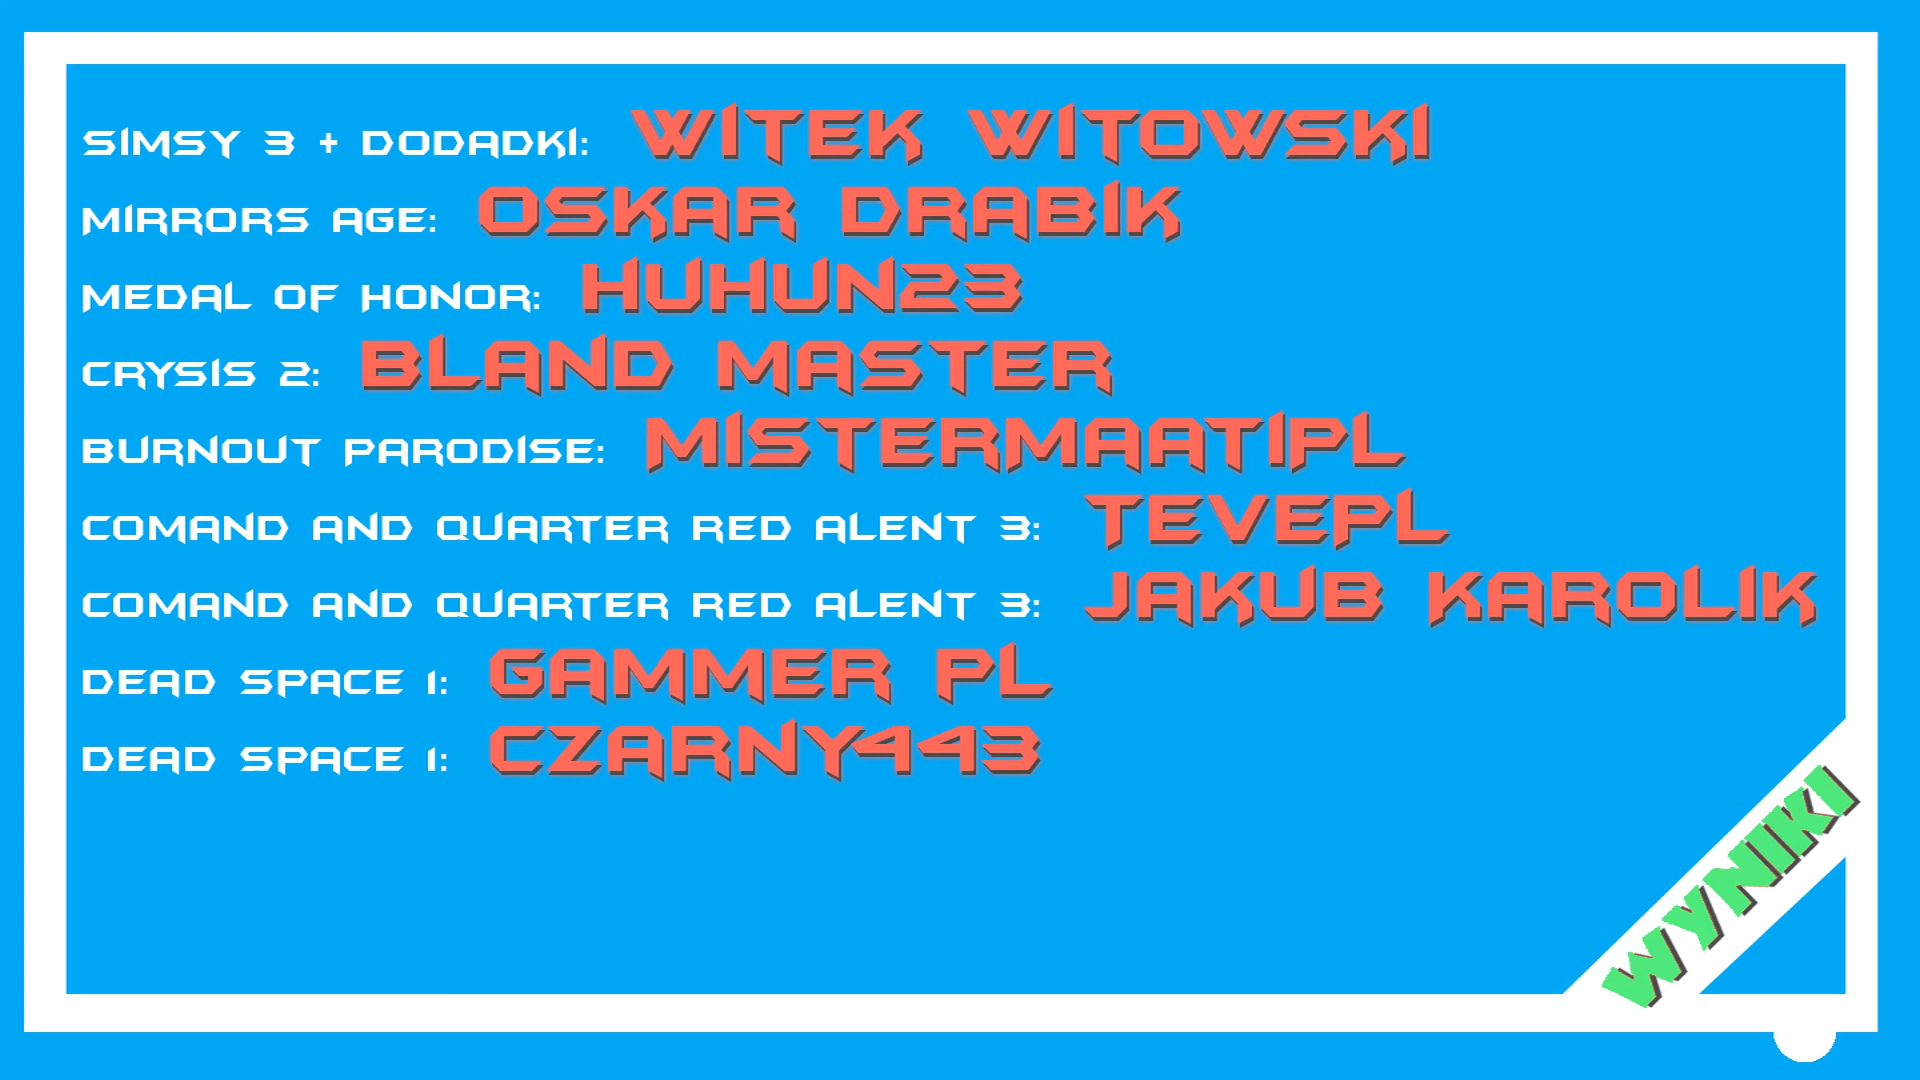 SIMSY 3 + DODADKI: WITEK WITOWSKI
MIRRORS AGE: OSKAR DRABIK
MEDAL OF HONOR: HUHUN23
CRYSIS 2: BLAND MASTER
BURNOUT PARODISE: MISTERMAATIPL
COMAND AND QUARTER RED ALENT 3: TEVEPL
COMAND AND QUARTER RED ALENT 3: JAKUB KAROLIK
DEAD SPACE 1: GAMMER PL
DEAD SPACE 1: CZARNY443
WYNIKI